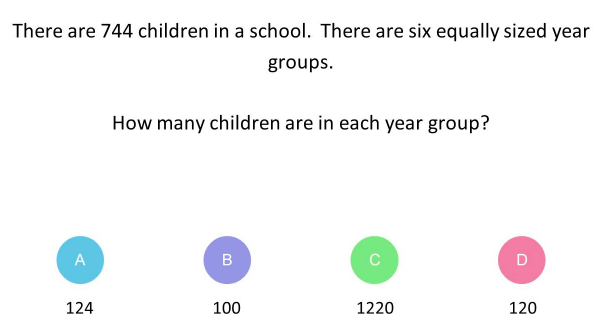 There are 744 children in a school. There are six equally sized year
groups.
How many children are in each year group?
A B C D
124 100 1220 120